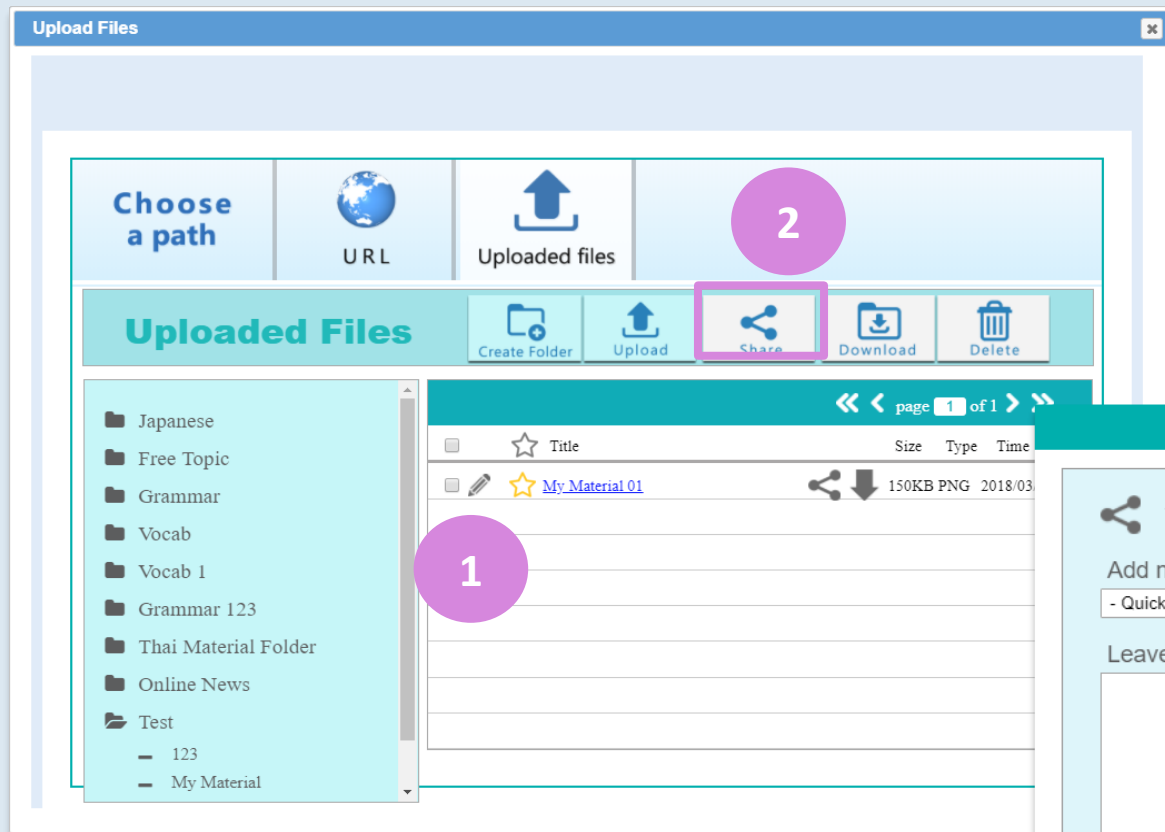 Upload Files
Choose
a path
URL
Uploaded files
2
Uploaded Files
Create Folder
Upload
Share
Download
Delete
page 1 of 1
Japanese
Free Topic
Grammar
Vocab
Vocab 1
Grammar 123
Thai Material Folder
Online News
Test
123
My Material
Title Size Type Time
My Material 01 150KB PNG 2018/03
1
Add
- Quick
Leave